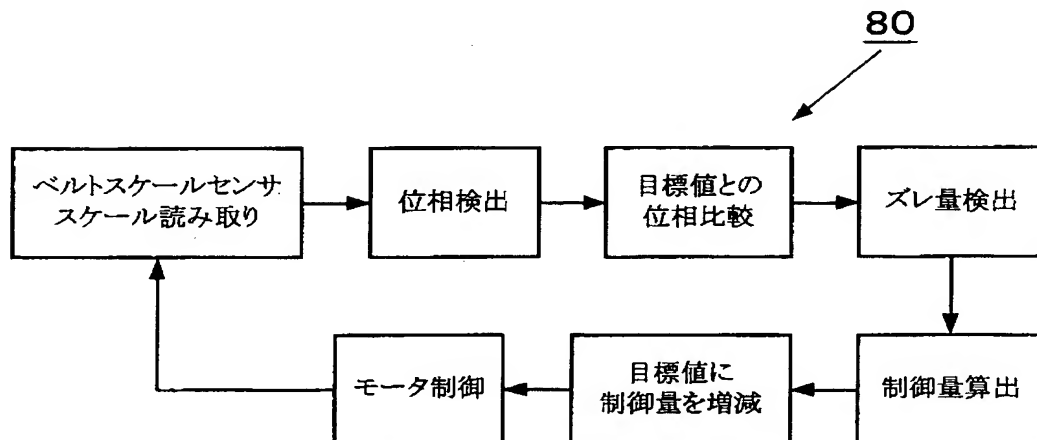 80
ベルトスケールセンサ
スケール読み取り
位相検出
目標値との
位相比較
ズレ量検出
制御量算出
目標値に
制御量を増減
モータ制御